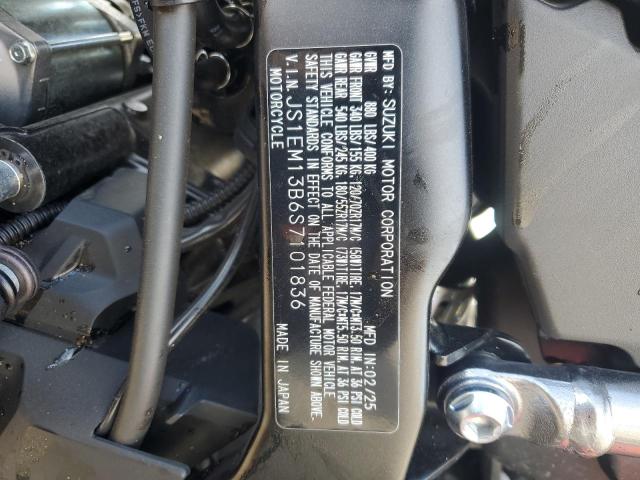 MFD BY: SUZUKI MOTOR CORPORATION MFD IN:02/25
GVWR 880 LBS/400 KG
GAWR FRONT 340 LBS/155 KG, 120/70ZR17M/C (58W)TIRE, 17M/C×MT3.50 RIM, AT 36 PSI COLD
GAWR REAR 540 LBS/245 KG, 180/55ZR17M/C (73W)TIRE, 17M/C×MT5.50 RIM, AT 36 PSI COLD
THIS VEHICLE CONFORMS TO ALL APPLICABLE FEDERAL MOTOR VEHICLE
SAFETY STANDARDS IN EFFECT ON THE DATE OF MANUFACTURE SHOWN ABOVE.
V.I.N. JS1EM13B6S7101836
MOTORCYCLE MADE IN JAPAN